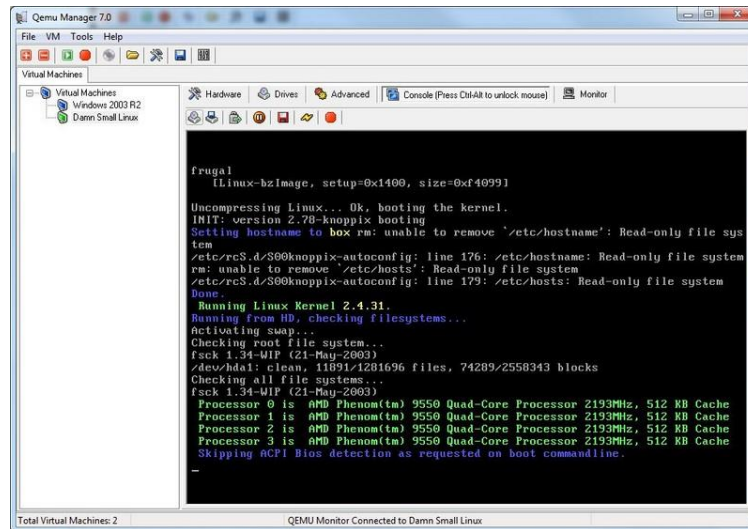 Qemu Manager 7.0
File VM Tools Help
Virtual Machines
Virtual Machines
Windows 2003 R2
Damn Small Linux
Hardware Drives Advanced Console (Press Ctrl-Alt to unlock mouse) Monitor
frugal
[Linux-bzImage, setup=0x1400, size=0xf4099]
Uncompressing Linux... Ok, booting the kernel.
INIT: version 2.78-knoppix booting
Setting hostname to box rm: unable to remove `/etc/hostname': Read-only file sys
tem
/etc/rcS.d/S00knoppix-autoconfig: line 176: /etc/hostname: Read-only file system
rm: unable to remove `/etc/hosts': Read-only file system
/etc/rcS.d/S00knoppix-autoconfig: line 179: /etc/hosts: Read-only file system
Done.
Running Linux Kernel 2.4.31.
Running from HD, checking filesystems...
Activating swap...
Checking root file system...
fsck 1.34-WIP (21-May-2003)
/dev/hda1: clean, 11891/1281696 files, 74289/2558343 blocks
Checking all file systems...
fsck 1.34-WIP (21-May-2003)
Processor 0 is AMD Phenom(tm) 9550 Quad-Core Processor 2193MHz, 512 KB Cache
Processor 1 is AMD Phenom(tm) 9550 Quad-Core Processor 2193MHz, 512 KB Cache
Processor 2 is AMD Phenom(tm) 9550 Quad-Core Processor 2193MHz, 512 KB Cache
Processor 3 is AMD Phenom(tm) 9550 Quad-Core Processor 2193MHz, 512 KB Cache
Skipping ACPI Bios detection as requested on boot commandline.
_
Total Virtual Machines: 2 QEMU Monitor Connected to Damn Small Linux